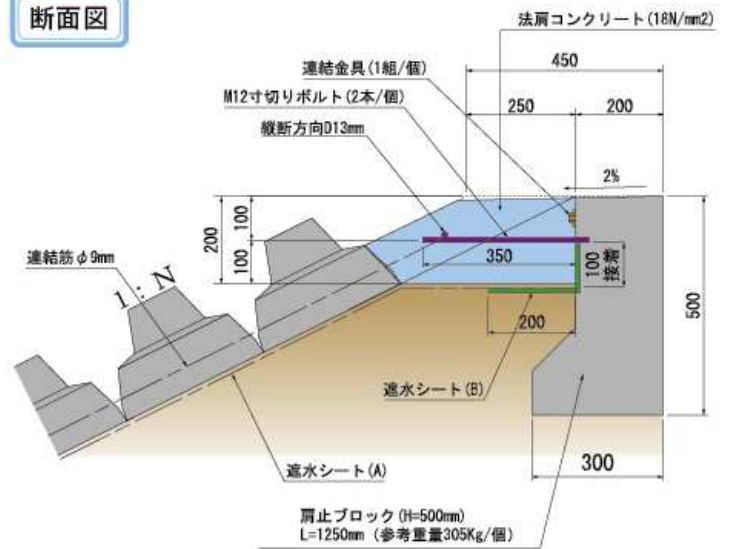 断面図
法肩コンクリート(18N/mm2)
450
連結金具(1組/個)
M12寸切りボルト(2本/個)
250
200
縦断方向D13mm
2%
200
100
100
350
100
接着
連結筋φ9mm
1:N
500
200
遮水シート(B)
300
遮水シート(A)
肩止ブロック(H=500mm)
L=1250mm (参考重量305Kg/個)